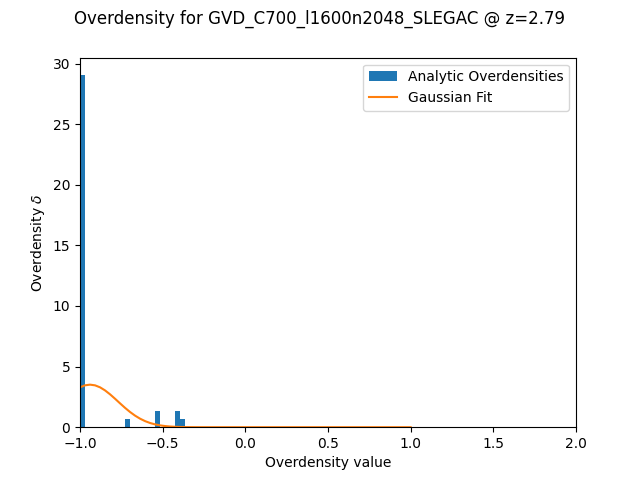 Overdensity for GVD_C700_l1600n2048_SLEGAC @ z=2.79
Analytic Overdensities
Gaussian Fit
Overdensity δ
30
25
20
15
10
5
0
−1.0
−0.5
0.0
0.5
1.0
1.5
2.0
Overdensity value